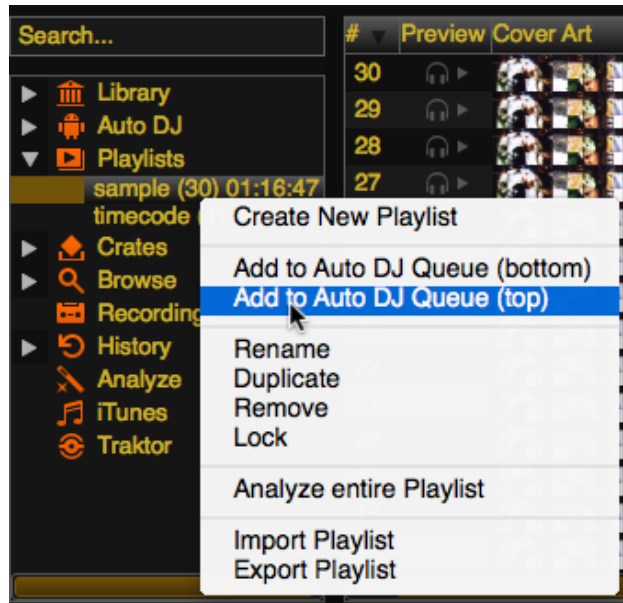 Search...
# Preview Cover Art
30
29
28
27
Library
Auto DJ
Playlists
sample (30) 01:16:47
timecode (
Crates
Browse
Recording
History
Analyze
iTunes
Traktor
Create New Playlist
Add to Auto DJ Queue (bottom)
Add to Auto DJ Queue (top)
Rename
Duplicate
Remove
Lock
Analyze entire Playlist
Import Playlist
Export Playlist